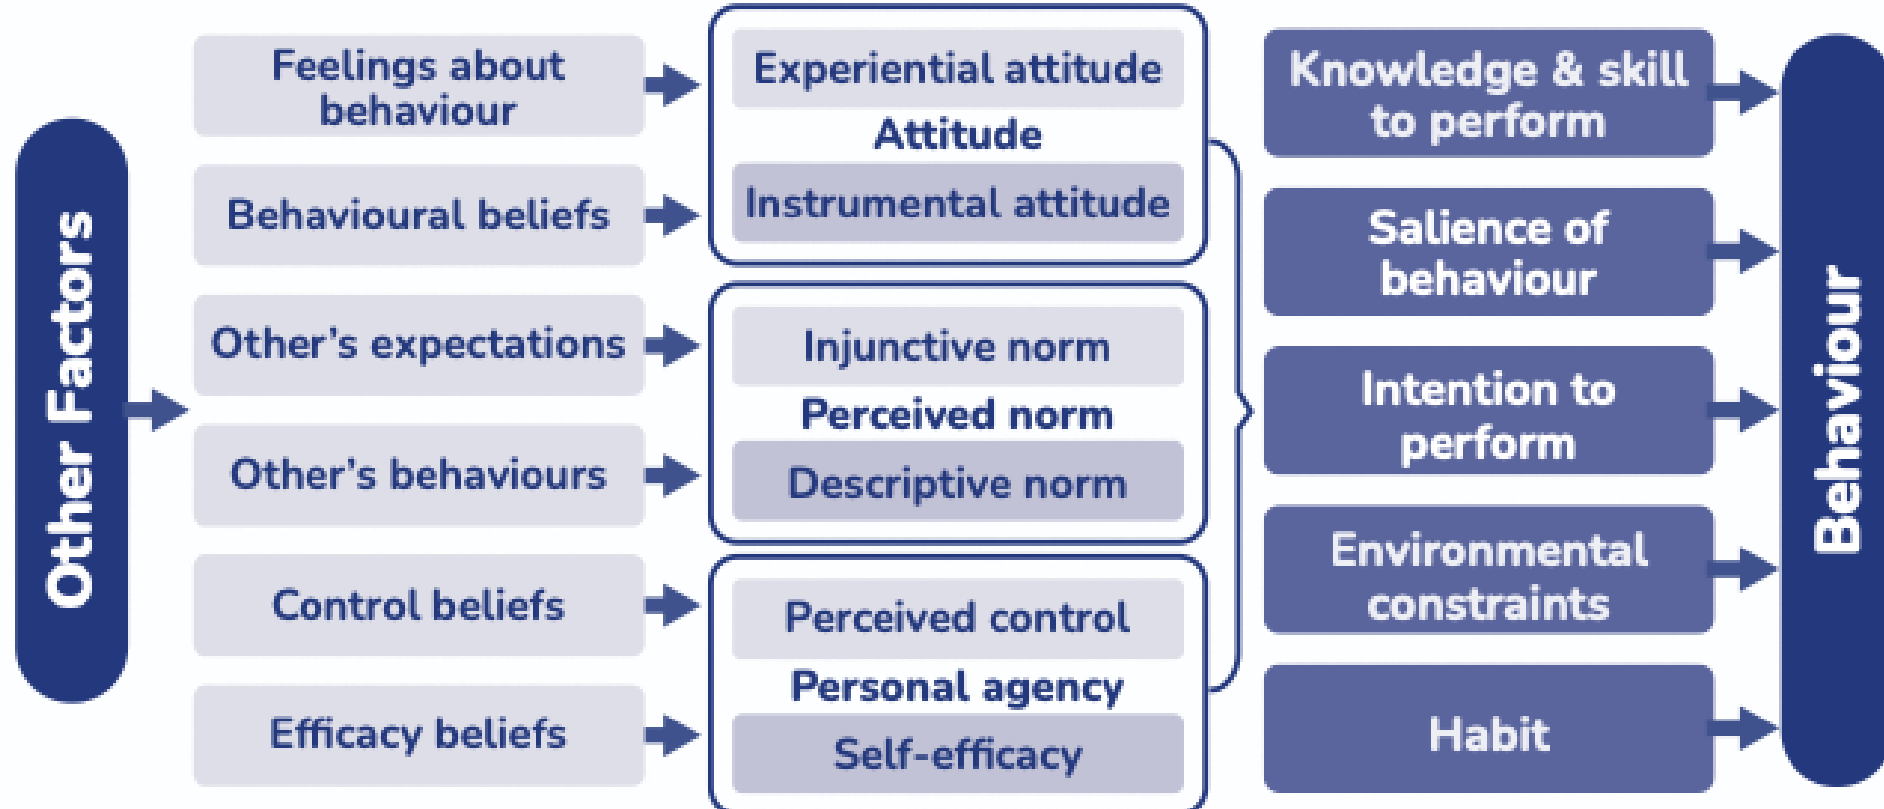 Other Factors
Feelings about
behaviour
Behavioural beliefs
Other's expectations
Other's behaviours
Control beliefs
Efficacy beliefs
Experiential attitude
Attitude
Instrumental attitude
Injunctive norm
Perceived norm
Descriptive norm
Perceived control
Personal agency
Self-efficacy
Knowledge & skill
to perform
Salience of
behaviour
Intention to
perform
Environmental
constraints
Habit
Behaviour